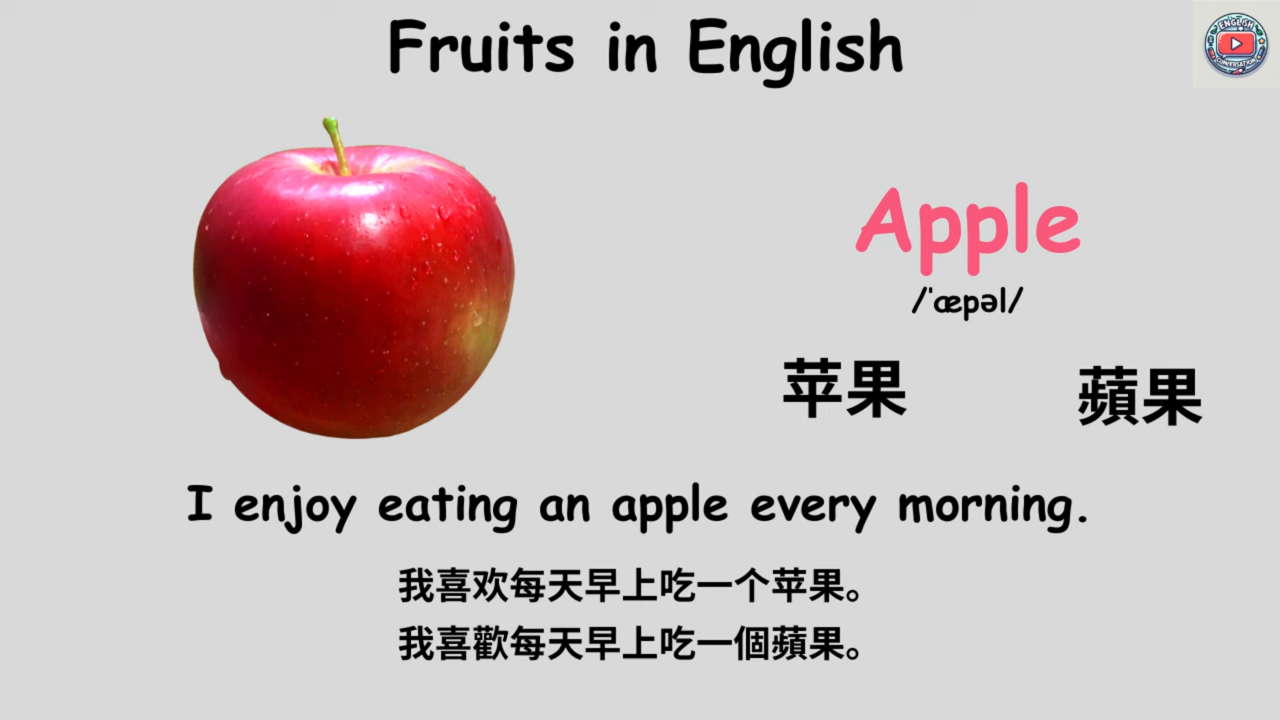 Fruits in English
ENGLISH
CONVERSATION
Apple
/ˈæpəl/
苹果 蘋果
I enjoy eating an apple every morning.
我喜欢每天早上吃一个苹果。
我喜歡每天早上吃一個蘋果。